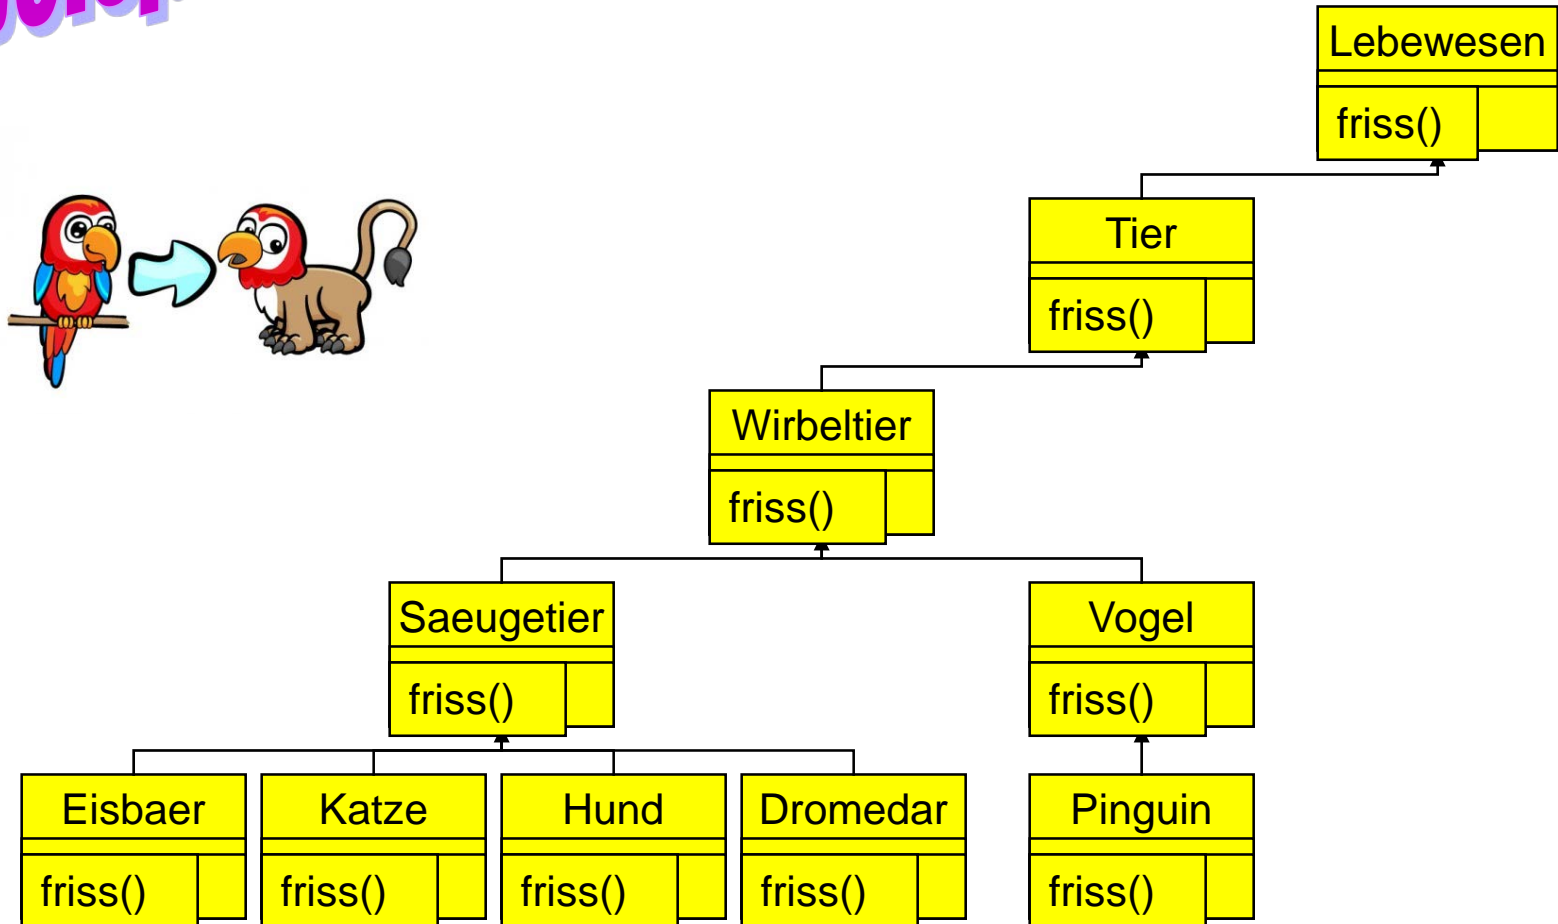 Lebewesen
friss()
Tier
friss()
Wirbeltier
friss()
Saeugetier
friss()
Vogel
friss()
Eisbaer
friss()
Katze
friss()
Hund
friss()
Dromedar
friss()
Pinguin
friss()